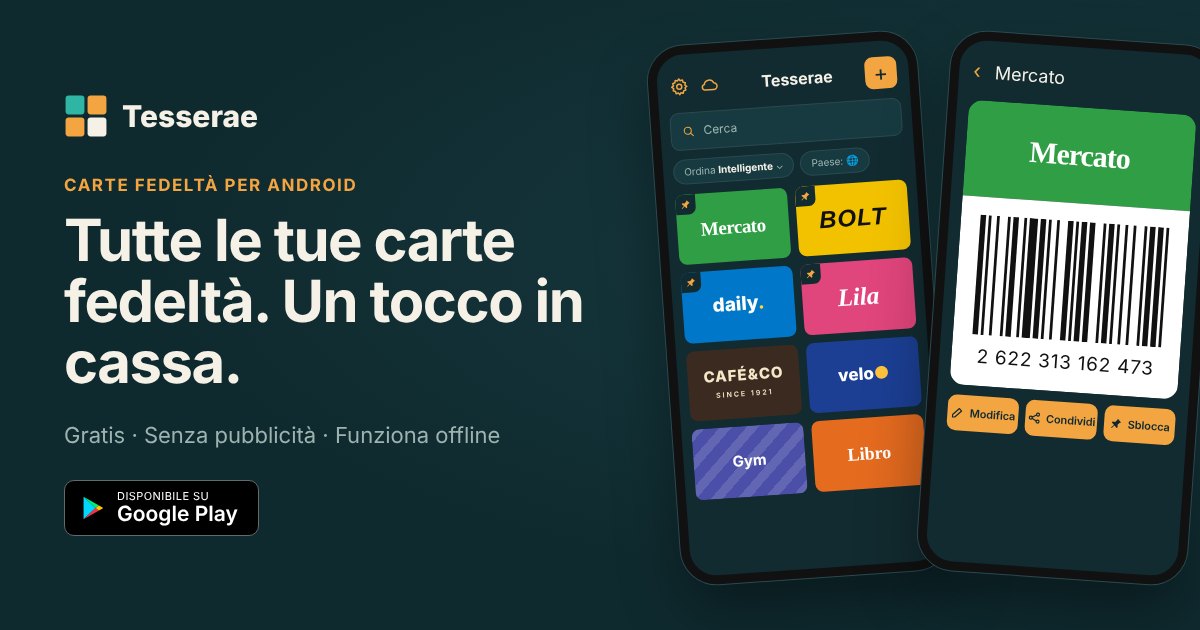 Tesserae
CARTE FEDELTÀ PER ANDROID
Tutte le tue carte
fedeltà. Un tocco in
cassa.
Gratis · Senza pubblicità · Funziona offline
DISPONIBILE SU
Google Play
Tesserae
+
Cerca
Ordina Intelligente
Paese:
Mercato
BOLT
daily.
Lila
CAFÉ&CO
SINCE 1921
velo
Gym
Libro
Mercato
Mercato
2 622 313 162 473
Modifica
Condividi
Sblocca